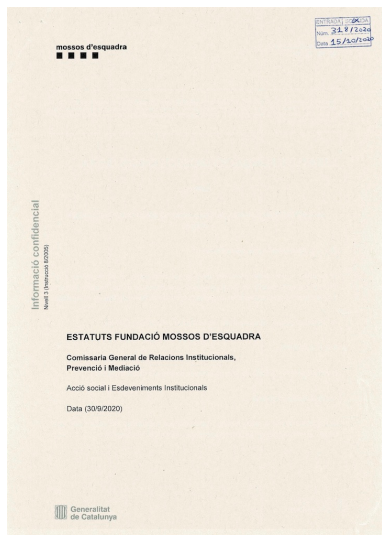 mossos d'esquadra
ENTRADA
Núm. 318/2020
Data 15/10/2020
Informació confidencial
Nivell 3 (Instrucció 8/2005)
ESTATUTS FUNDACIÓ MOSSOS D'ESQUADRA
Comissaria General de Relacions Institucionals,
Prevenció i Mediació
Acció social i Esdeveniments Institucionals
Data (30/9/2020)
Generalitat
de Catalunya